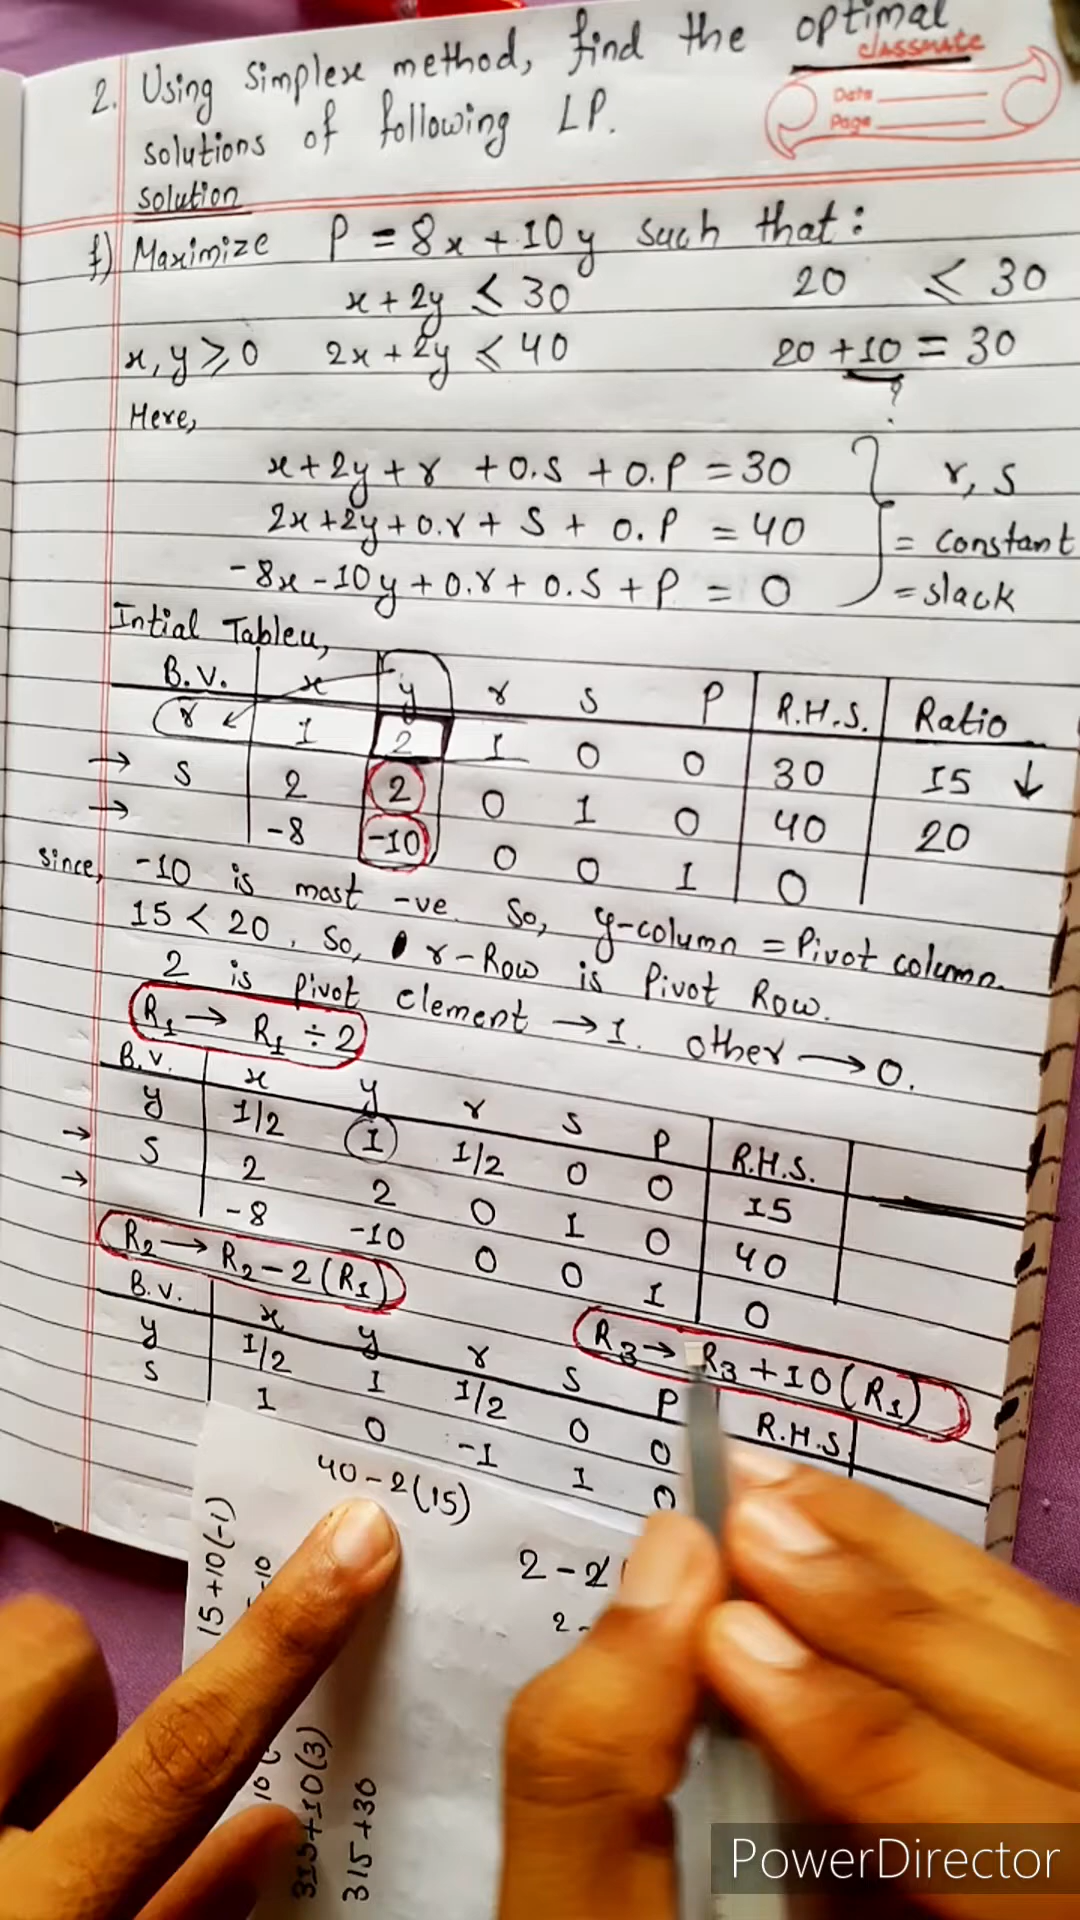 2. Using Simplex method, find the optimal
classmate
Date
Page
solutions of following LP.
solution
f) Maximize P = 8x + 10y such that:
x + 2y ≤ 30 20 < 30
x, y ≥ 0 2x + 2y ≤ 40 20 + 10 = 30
?
Here,
x + 2y + r + 0.s + 0.P = 30 r, s
2x + 2y + 0.r + s + 0.P = 40 = constant
-8x - 10y + 0.r + 0.s + P = 0 = slack
Intial Tableu,
B.V. x y r s P R.H.S. Ratio
r ↙ 1 2 1 0 0 30 15 ↓
→ s 2 2 0 1 0 40 20
→ -8 -10 0 0 1 0
Since, -10 is most -ve. So, y-column = Pivot column.
15 < 20, So, r-Row is Pivot Row.
2 is pivot element → 1. other → 0.
R1 → R1 ÷ 2
B.V. x y r s P R.H.S.
y 1/2 1 1/2 0 0 15
→ s 2 2 0 1 0 40
→ -8 -10 0 0 1 0
R2 → R2 - 2(R1) R3 → R3 + 10(R1)
B.V. x y r s P R.H.S.
y 1/2 1 1/2 0 0
s 1 0 -1 1 0
40 - 2(15)
2 - 2
2 -
15 + 10(-1)
-10
10(
315 + 10(3)
315 + 30
PowerDirector